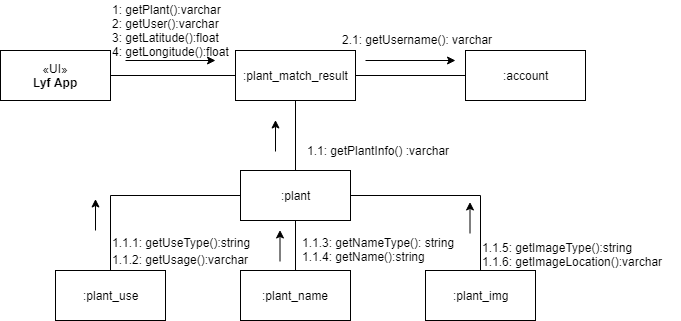 1: getPlant():varchar
2: getUser():varchar
3: getLatitude():float
4: getLongitude():float
2.1: getUsername(): varchar
«UI»
Lyf App
:plant_match_result
:account
1.1: getPlantInfo() :varchar
:plant
1.1.1: getUseType():string
1.1.2: getUsage():varchar
1.1.3: getNameType(): string
1.1.4: getName():string
1.1.5: getImageType():string
1.1.6: getImageLocation():varchar
:plant_use
:plant_name
:plant_img